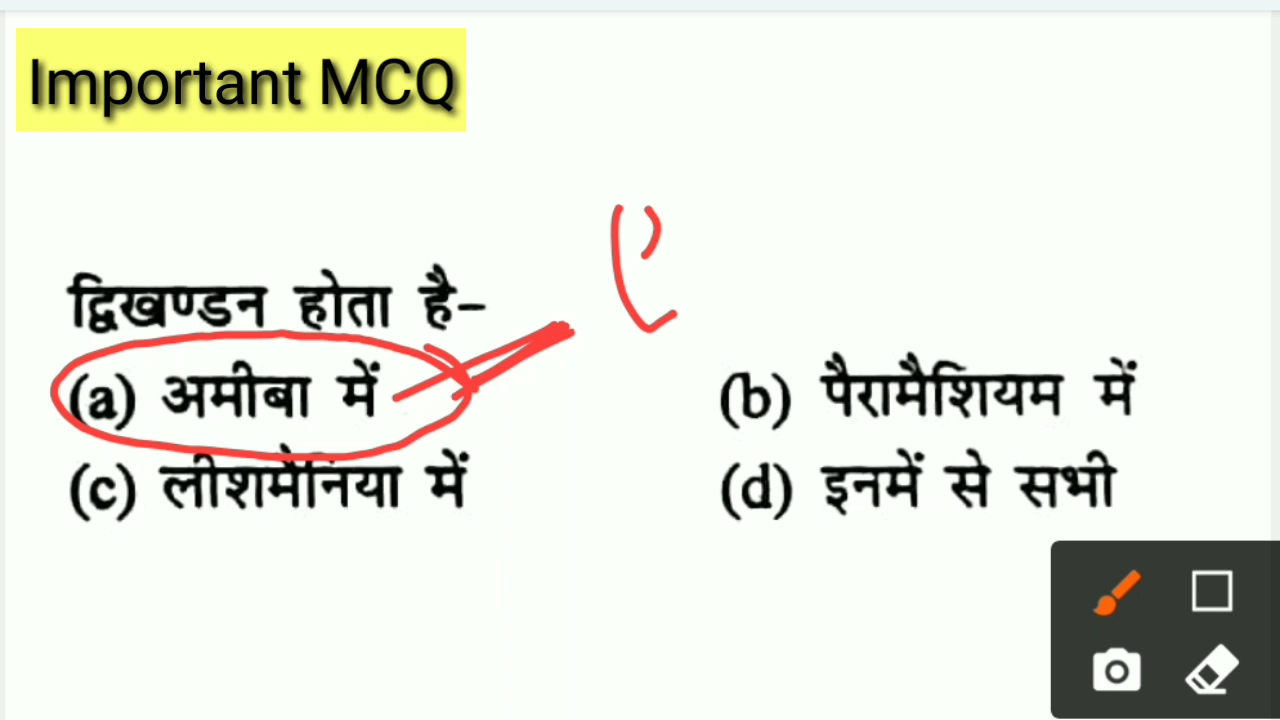 Important MCQ
द्विखण्डन होता है–
(a) अमीबा में
(b) पैरामैशियम में
(c) लीशमैनिया में
(d) इनमें से सभी